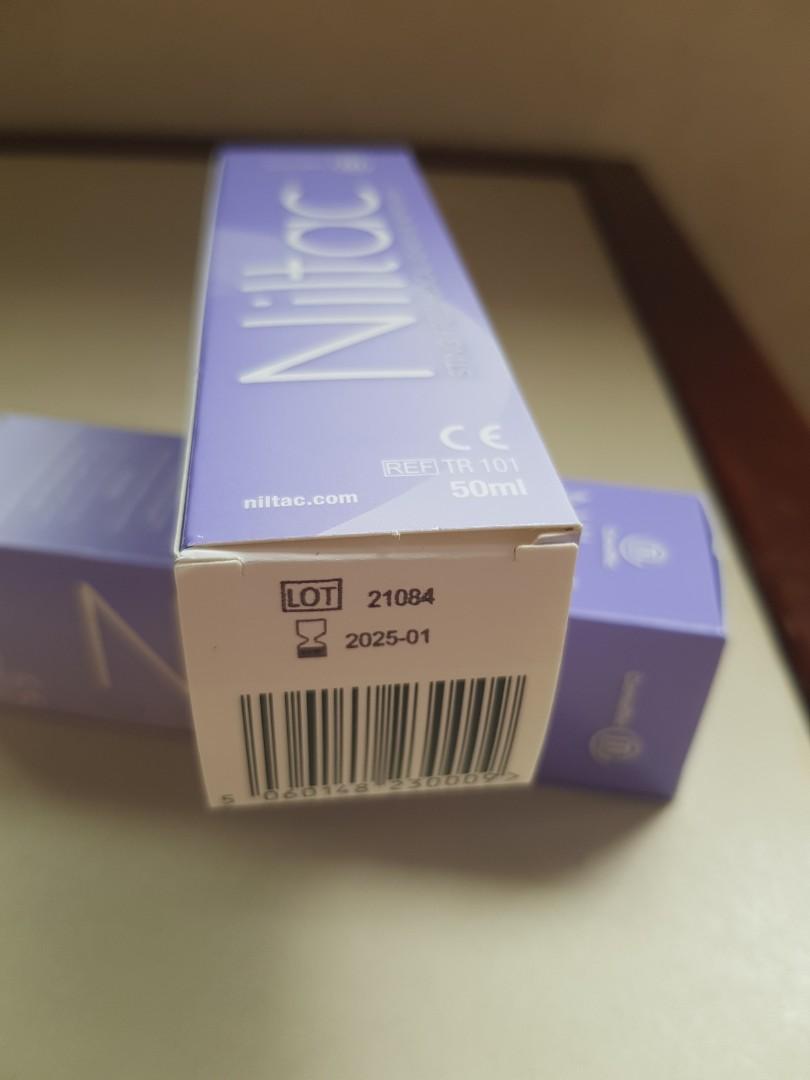 Niltac
CE
REF TR 101
niltac.com
50ml
LOT 21084
2025-01
5 060148 230009 >